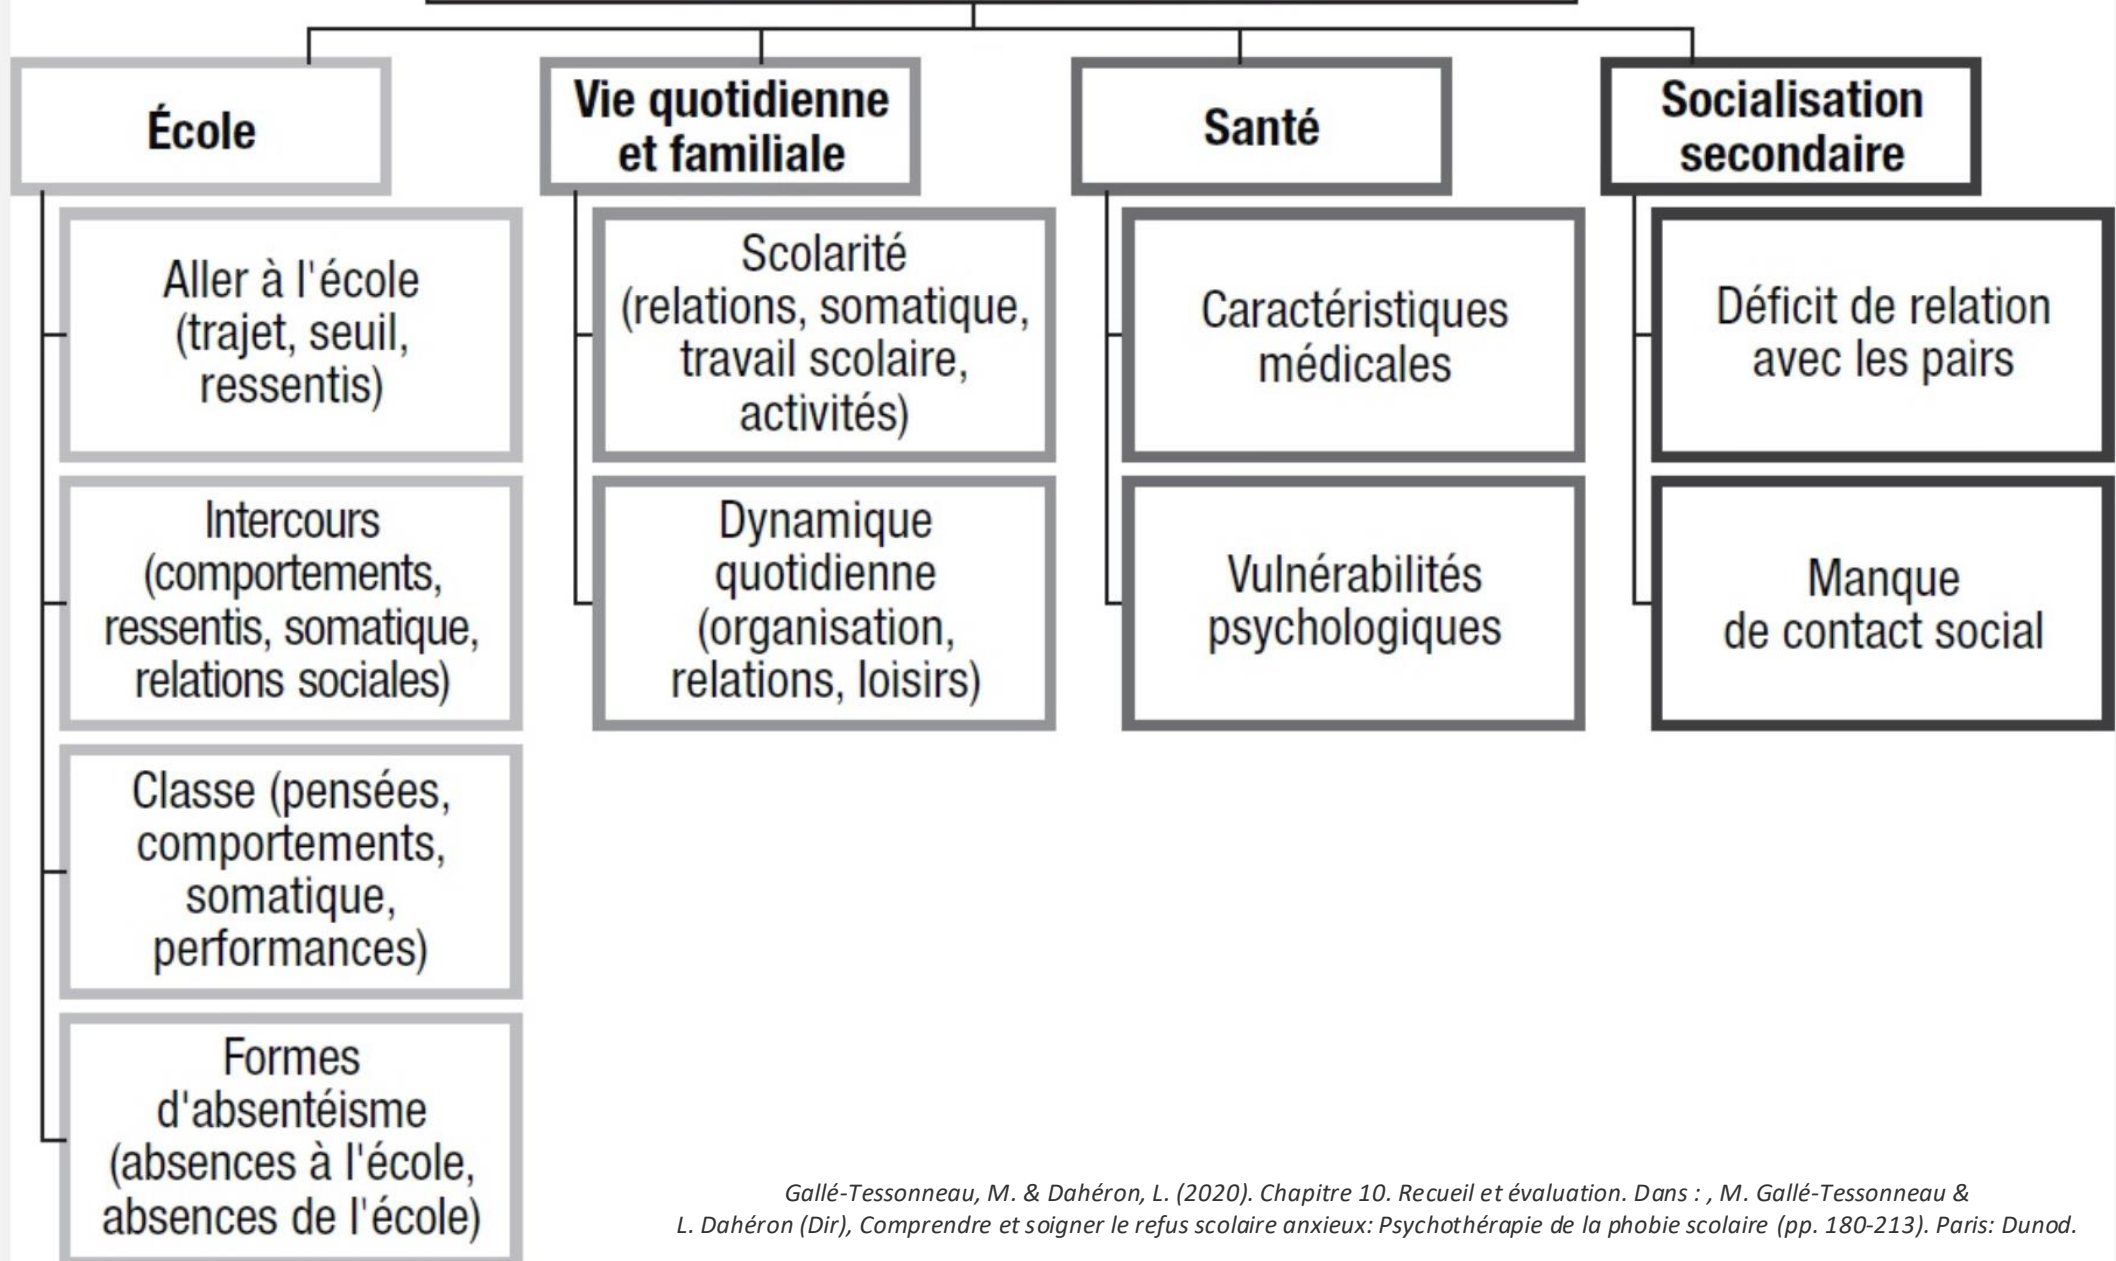 École
Aller à l'école
(trajet, seuil,
ressentis)
Intercours
(comportements,
ressentis, somatique,
relations sociales)
Classe (pensées,
comportements,
somatique,
performances)
Formes
d'absentéisme
(absences à l'école,
absences de l'école)
Vie quotidienne
et familiale
Scolarité
(relations, somatique,
travail scolaire,
activités)
Dynamique
quotidienne
(organisation,
relations, loisirs)
Santé
Caractéristiques
médicales
Vulnérabilités
psychologiques
Socialisation
secondaire
Déficit de relation
avec les pairs
Manque
de contact social
Gallé-Tessonneau, M. & Dahéron, L. (2020). Chapitre 10. Recueil et évaluation. Dans : , M. Gallé-Tessonneau &
L. Dahéron (Dir), Comprendre et soigner le refus scolaire anxieux: Psychothérapie de la phobie scolaire (pp. 180-213). Paris: Dunod.